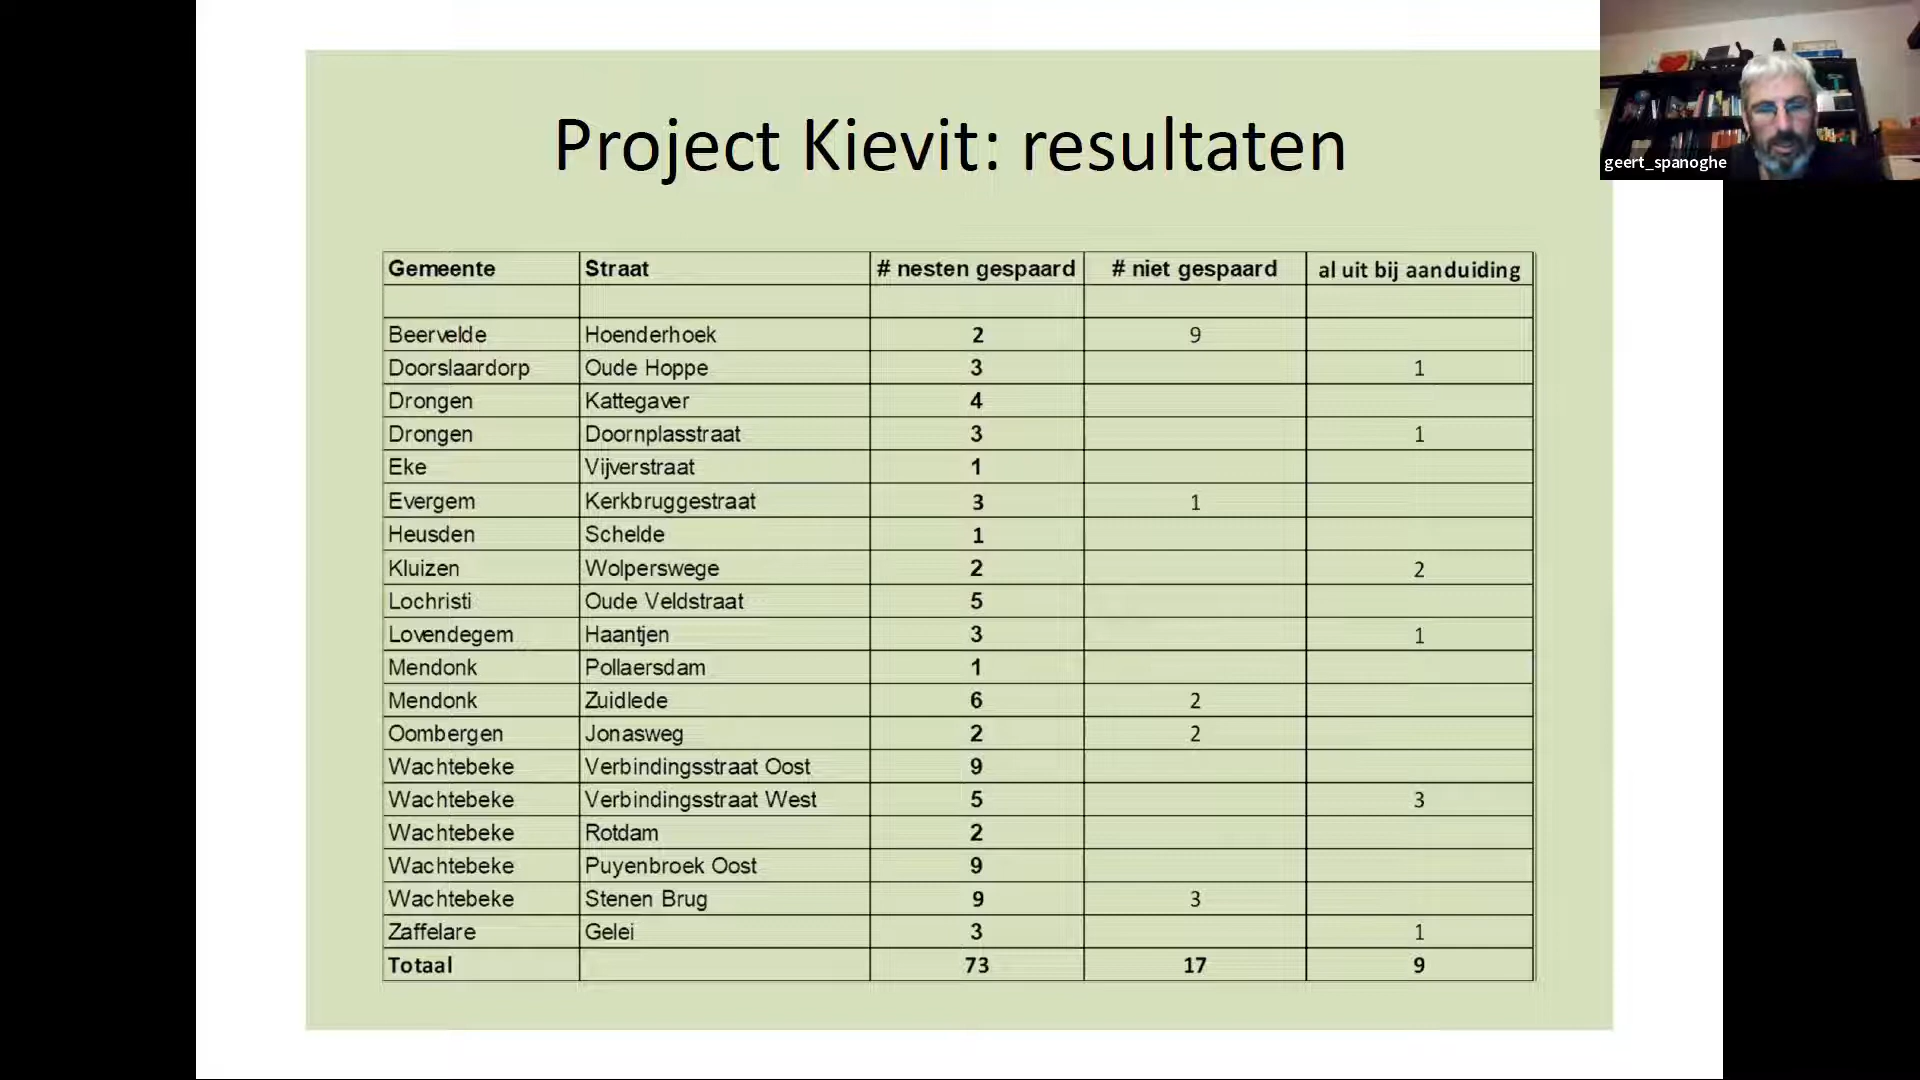 Project Kievit: resultaten
geert_spanoghe
Gemeente Straat # nesten gespaard # niet gespaard al uit bij aanduiding
Beervelde Hoenderhoek 2 9
Doorslaardorp Oude Hoppe 3 1
Drongen Kattegaver 4
Drongen Doornplasstraat 3 1
Eke Vijverstraat 1
Evergem Kerkbruggestraat 3 1
Heusden Schelde 1
Kluizen Wolperswege 2 2
Lochristi Oude Veldstraat 5
Lovendegem Haantjen 3 1
Mendonk Pollaersdam 1
Mendonk Zuidlede 6 2
Oombergen Jonasweg 2 2
Wachtebeke Verbindingsstraat Oost 9
Wachtebeke Verbindingsstraat West 5 3
Wachtebeke Rotdam 2
Wachtebeke Puyenbroek Oost 9
Wachtebeke Stenen Brug 9 3
Zaffelare Gelei 3 1
Totaal 73 17 9